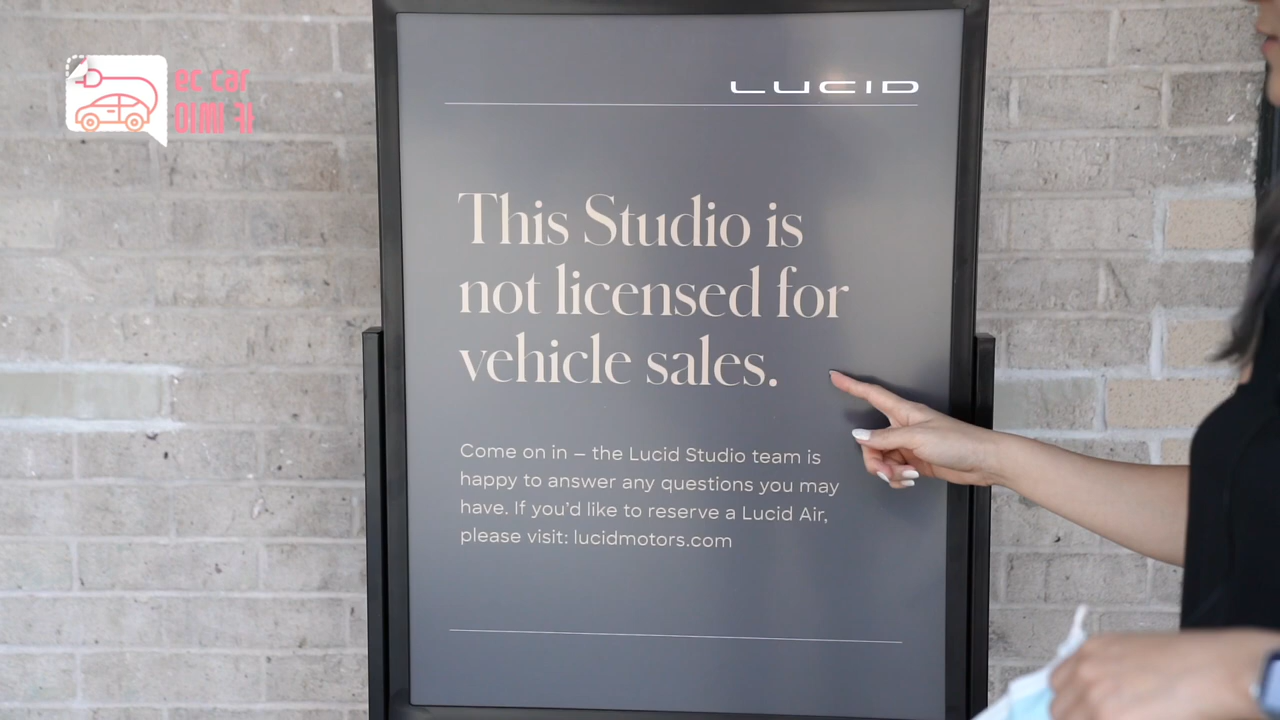 ec car
이씨 카
LUCID
This Studio is
not licensed for
vehicle sales.
Come on in – the Lucid Studio team is
happy to answer any questions you may
have. If you'd like to reserve a Lucid Air,
please visit: lucidmotors.com